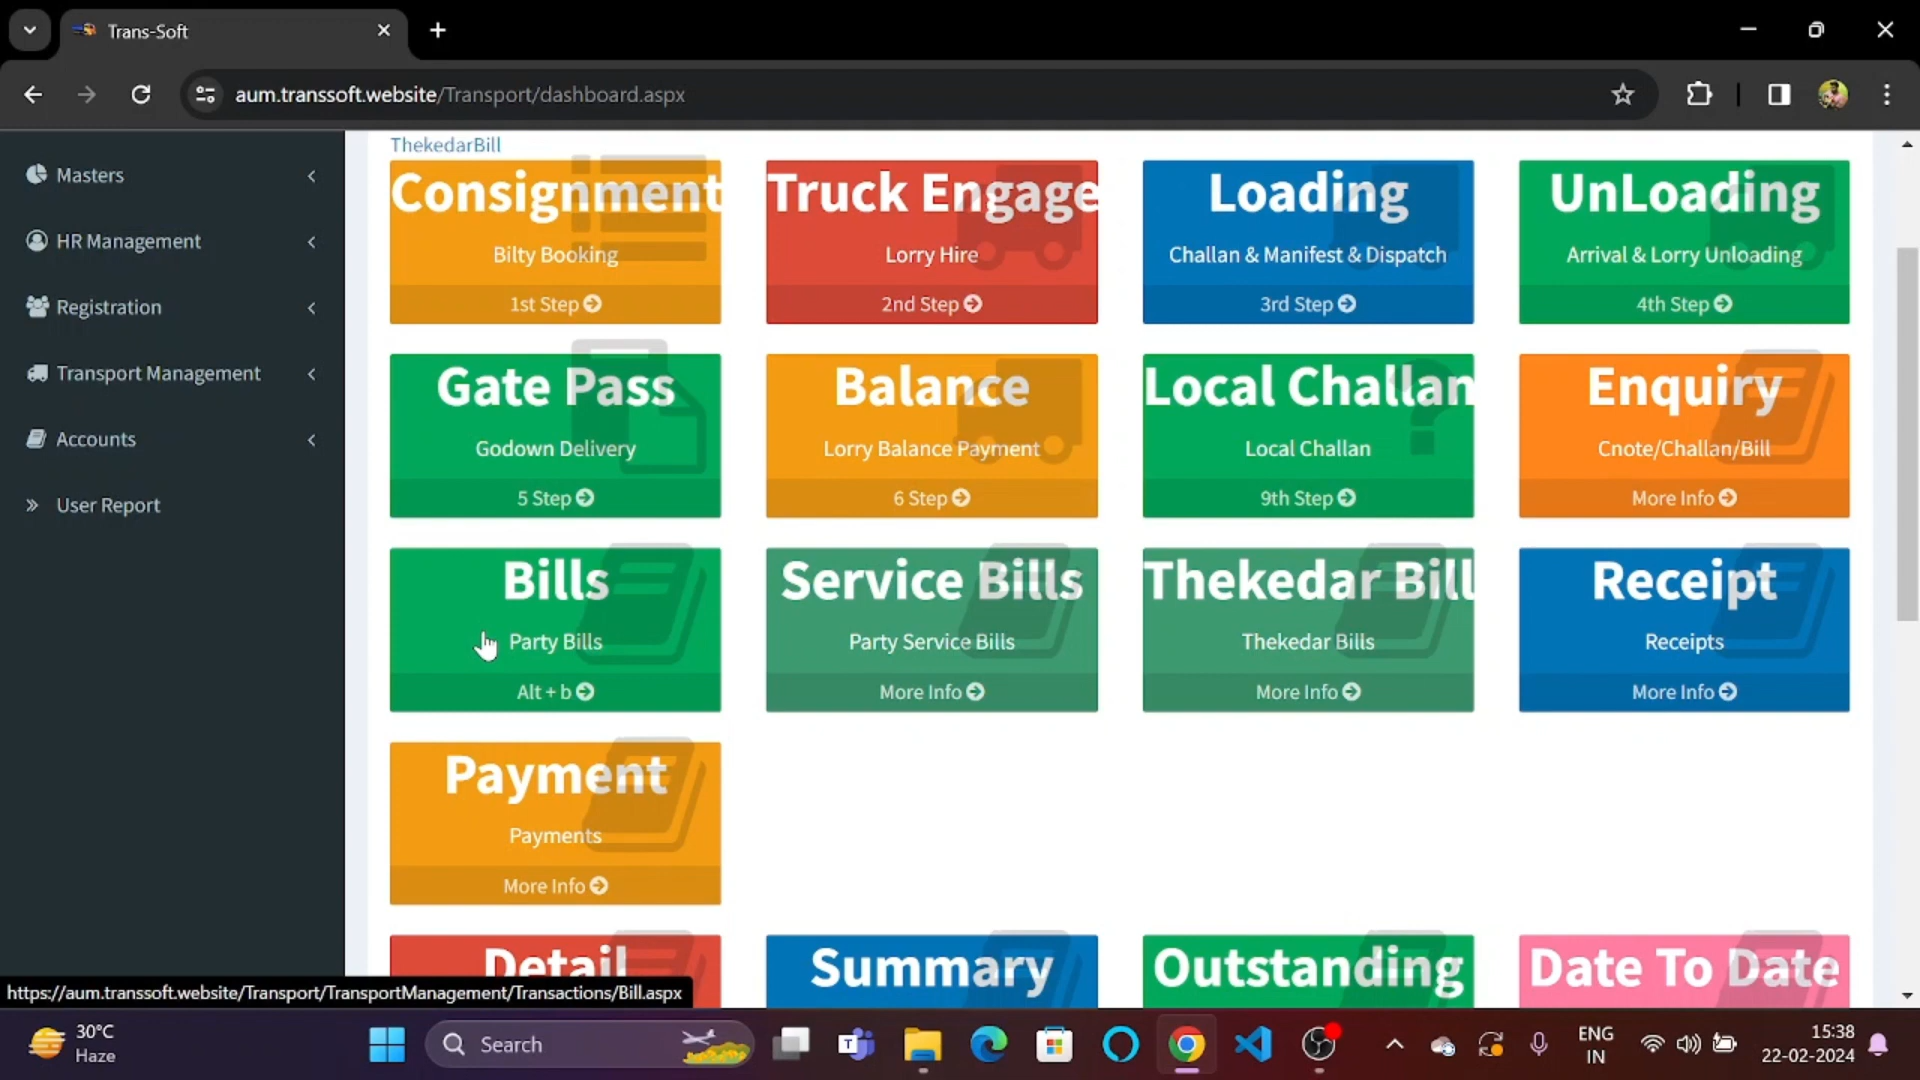 Trans-Soft
aum.transsoft.website/Transport/dashboard.aspx
Masters
HR Management
Registration
Transport Management
Accounts
User Report
ThekedarBill
Consignment
Bilty Booking
1st Step
Truck Engage
Lorry Hire
2nd Step
Loading
Challan & Manifest & Dispatch
3rd Step
UnLoading
Arrival & Lorry Unloading
4th Step
Gate Pass
Godown Delivery
5 Step
Balance
Lorry Balance Payment
6 Step
Local Challan
Local Challan
9th Step
Enquiry
Cnote/Challan/Bill
More Info
Bills
Party Bills
Alt + b
Service Bills
Party Service Bills
More Info
Thekedar Bill
Thekedar Bills
More Info
Receipt
Receipts
More Info
Payment
Payments
More Info
Detail
Summary
Outstanding
Date To Date
https://aum.transsoft.website/Transport/TransportManagement/Transactions/Bill.aspx
30°C
Haze
Search
ENG
IN
15:38
22-02-2024